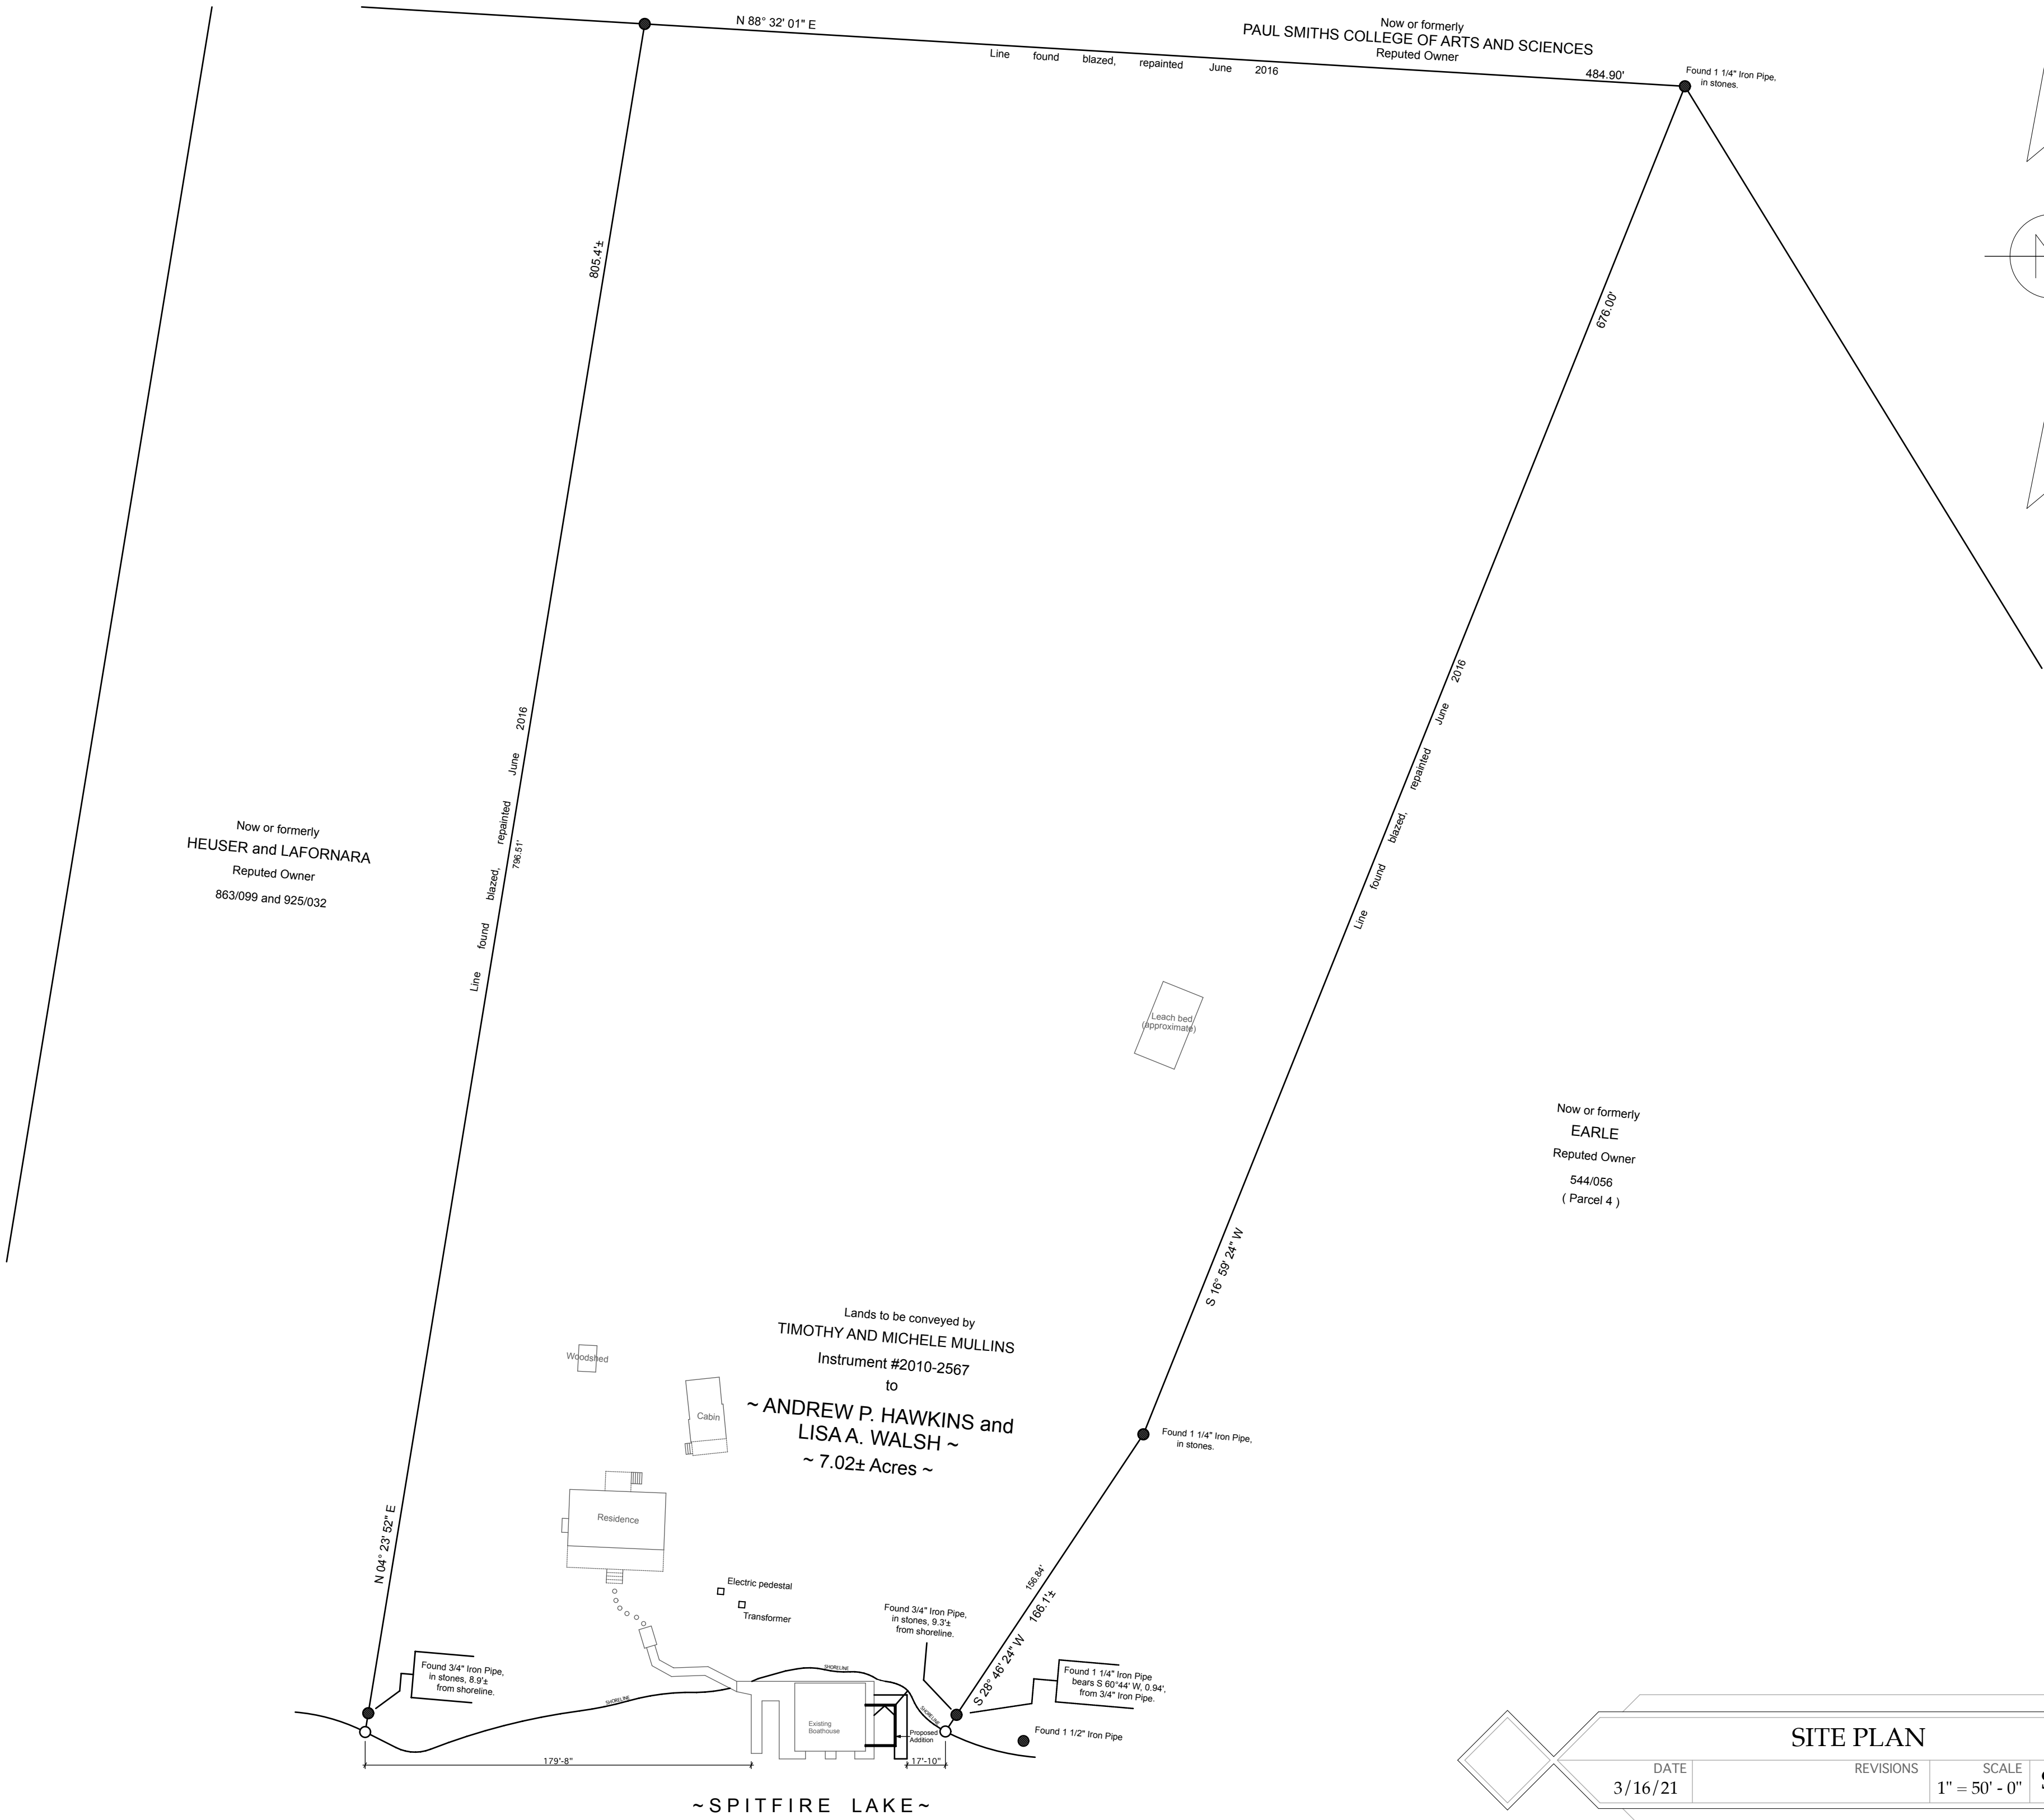 N 88° 32' 01" E
Now or formerly
PAUL SMITHS COLLEGE OF ARTS AND SCIENCES
Reputed Owner
Line found blazed, repainted June 2016
484.90'
Found 1 1/4" Iron Pipe,
in stones.
805.4'±
676.00'
Line found blazed, repainted June 2016
796.51'
Line found blazed, repainted June 2016
Now or formerly
HEUSER and LAFORNARA
Reputed Owner
863/099 and 925/032
Leach bed
(approximate)
Now or formerly
EARLE
Reputed Owner
544/056
( Parcel 4 )
S 16° 59' 24" W
Lands to be conveyed by
TIMOTHY AND MICHELE MULLINS
Instrument #2010-2567
to
~ ANDREW P. HAWKINS and
LISA A. WALSH ~
~ 7.02± Acres ~
Woodshed
Cabin
Found 1 1/4" Iron Pipe,
in stones.
Residence
N 04° 23' 52" E
Electric pedestal
Transformer
156.84'
166.1'±
S 28° 46' 24" W
Found 3/4" Iron Pipe,
in stones, 9.3'±
from shoreline.
Found 3/4" Iron Pipe,
in stones, 8.9'±
from shoreline.
Found 1 1/4" Iron Pipe
bears S 60°44' W, 0.94',
from 3/4" Iron Pipe.
SHORELINE
SHORELINE
SHORELINE
Existing
Boathouse
Proposed
Addition
Found 1 1/2" Iron Pipe
179'-8"
17'-10"
~SPITFIRE LAKE~
SITE PLAN
DATE
3/16/21
REVISIONS
SCALE
1" = 50' - 0"